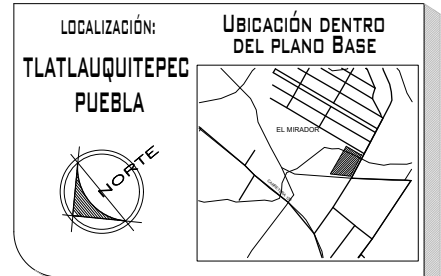 LOCALIZACIÓN:
TLATLAUQUITEPEC
PUEBLA
NORTE
UBICACIÓN DENTRO
DEL PLANO BASE
EL MIRADOR